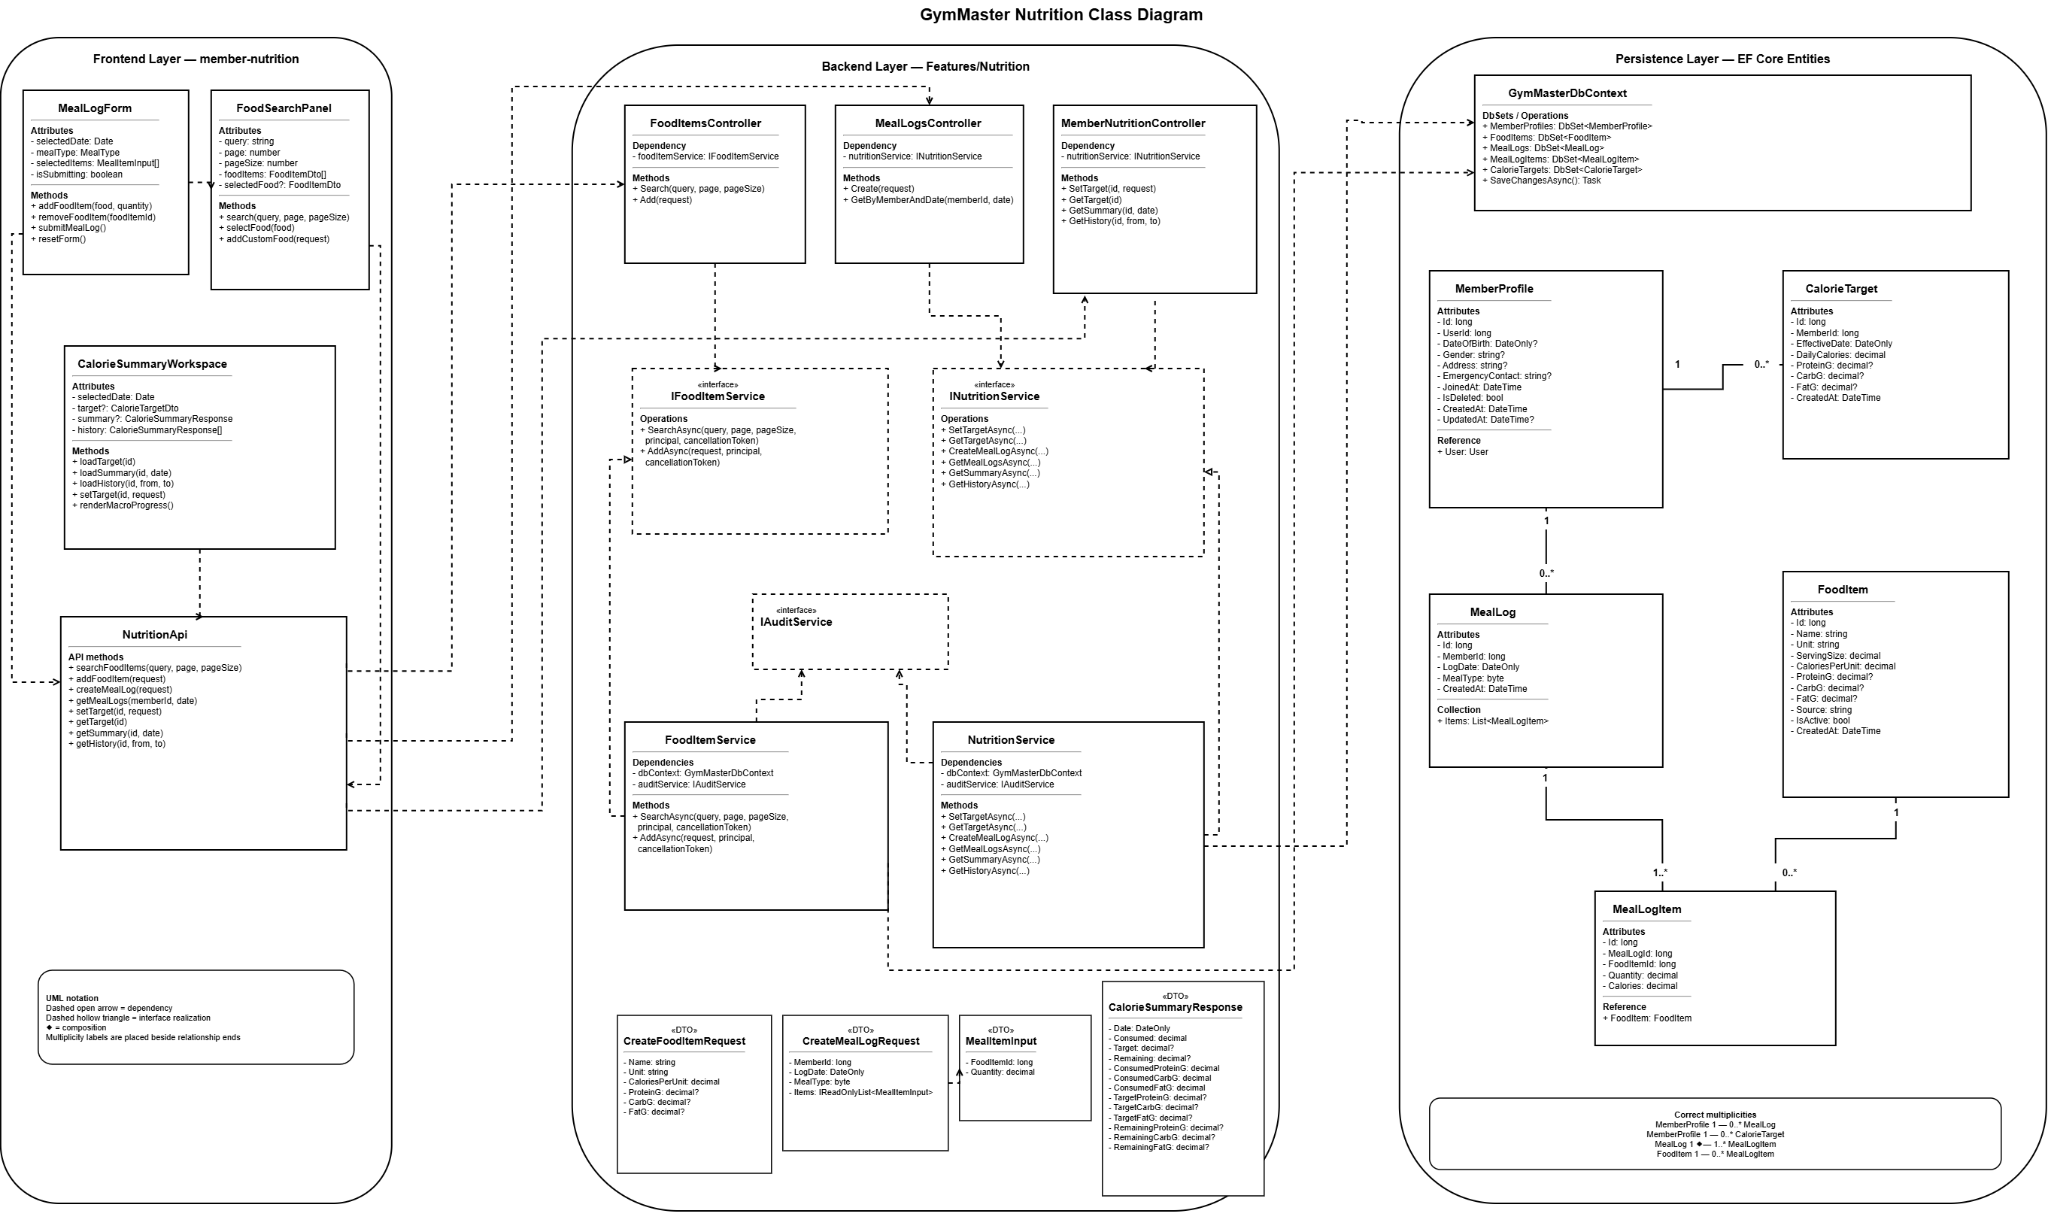 GymMaster Nutrition Class Diagram
Frontend Layer — member-nutrition
MealLogForm
Attributes
- selectedDate: Date
- mealType: MealType
- selectedItems: MealItemInput[]
- isSubmitting: boolean
Methods
+ addFoodItem(food, quantity)
+ removeFoodItem(foodItemId)
+ submitMealLog()
+ resetForm()
FoodSearchPanel
Attributes
- query: string
- page: number
- pageSize: number
- foodItems: FoodItemDto[]
- selectedFood?: FoodItemDto
Methods
+ search(query, page, pageSize)
+ selectFood(food)
+ addCustomFood(request)
CalorieSummaryWorkspace
Attributes
- selectedDate: Date
- target?: CalorieTargetDto
- summary?: CalorieSummaryResponse
- history: CalorieSummaryResponse[]
Methods
+ loadTarget(id)
+ loadSummary(id, date)
+ loadHistory(id, from, to)
+ setTarget(id, request)
+ renderMacroProgress()
NutritionApi
API methods
+ searchFoodItems(query, page, pageSize)
+ addFoodItem(request)
+ createMealLog(request)
+ getMealLogs(memberId, date)
+ setTarget(id, request)
+ getTarget(id)
+ getSummary(id, date)
+ getHistory(id, from, to)
UML notation
Dashed open arrow = dependency
Dashed hollow triangle = interface realization
◆ = composition
Multiplicity labels are placed beside relationship ends
Backend Layer — Features/Nutrition
FoodItemsController
Dependency
- foodItemService: IFoodItemService
Methods
+ Search(query, page, pageSize)
+ Add(request)
MealLogsController
Dependency
- nutritionService: INutritionService
Methods
+ Create(request)
+ GetByMemberAndDate(memberId, date)
MemberNutritionController
Dependency
- nutritionService: INutritionService
Methods
+ SetTarget(id, request)
+ GetTarget(id)
+ GetSummary(id, date)
+ GetHistory(id, from, to)
«interface»
IFoodItemService
Operations
+ SearchAsync(query, page, pageSize,
principal, cancellationToken)
+ AddAsync(request, principal,
cancellationToken)
«interface»
INutritionService
Operations
+ SetTargetAsync(...)
+ GetTargetAsync(...)
+ CreateMealLogAsync(...)
+ GetMealLogsAsync(...)
+ GetSummaryAsync(...)
+ GetHistoryAsync(...)
«interface»
IAuditService
FoodItemService
Dependencies
- dbContext: GymMasterDbContext
- auditService: IAuditService
Methods
+ SearchAsync(query, page, pageSize,
principal, cancellationToken)
+ AddAsync(request, principal,
cancellationToken)
NutritionService
Dependencies
- dbContext: GymMasterDbContext
- auditService: IAuditService
Methods
+ SetTargetAsync(...)
+ GetTargetAsync(...)
+ CreateMealLogAsync(...)
+ GetMealLogsAsync(...)
+ GetSummaryAsync(...)
+ GetHistoryAsync(...)
«DTO»
CreateFoodItemRequest
- Name: string
- Unit: string
- CaloriesPerUnit: decimal
- ProteinG: decimal?
- CarbG: decimal?
- FatG: decimal?
«DTO»
CreateMealLogRequest
- MemberId: long
- LogDate: DateOnly
- MealType: byte
- Items: IReadOnlyList<MealItemInput>
«DTO»
MealItemInput
- FoodItemId: long
- Quantity: decimal
«DTO»
CalorieSummaryResponse
- Date: DateOnly
- Consumed: decimal
- Target: decimal?
- Remaining: decimal?
- ConsumedProteinG: decimal
- ConsumedCarbG: decimal
- ConsumedFatG: decimal
- TargetProteinG: decimal?
- TargetCarbG: decimal?
- TargetFatG: decimal?
- RemainingProteinG: decimal?
- RemainingCarbG: decimal?
- RemainingFatG: decimal?
Persistence Layer — EF Core Entities
GymMasterDbContext
DbSets / Operations
+ MemberProfiles: DbSet<MemberProfile>
+ FoodItems: DbSet<FoodItem>
+ MealLogs: DbSet<MealLog>
+ MealLogItems: DbSet<MealLogItem>
+ CalorieTargets: DbSet<CalorieTarget>
+ SaveChangesAsync(): Task
MemberProfile
Attributes
- Id: long
- UserId: long
- DateOfBirth: DateOnly?
- Gender: string?
- Address: string?
- EmergencyContact: string?
- JoinedAt: DateTime
- IsDeleted: bool
- CreatedAt: DateTime
- UpdatedAt: DateTime?
Reference
+ User: User
1
0..*
CalorieTarget
Attributes
- Id: long
- MemberId: long
- EffectiveDate: DateOnly
- DailyCalories: decimal
- ProteinG: decimal?
- CarbG: decimal?
- FatG: decimal?
- CreatedAt: DateTime
1
0..*
MealLog
Attributes
- Id: long
- MemberId: long
- LogDate: DateOnly
- MealType: byte
- CreatedAt: DateTime
Collection
+ Items: List<MealLogItem>
FoodItem
Attributes
- Id: long
- Name: string
- Unit: string
- ServingSize: decimal
- CaloriesPerUnit: decimal
- ProteinG: decimal?
- CarbG: decimal?
- FatG: decimal?
- Source: string
- IsActive: bool
- CreatedAt: DateTime
1
1
1..*
0..*
MealLogItem
Attributes
- Id: long
- MealLogId: long
- FoodItemId: long
- Quantity: decimal
- Calories: decimal
Reference
+ FoodItem: FoodItem
Correct multiplicities
MemberProfile 1 — 0..* MealLog
MemberProfile 1 — 0..* CalorieTarget
MealLog 1 ◆— 1..* MealLogItem
FoodItem 1 — 0..* MealLogItem